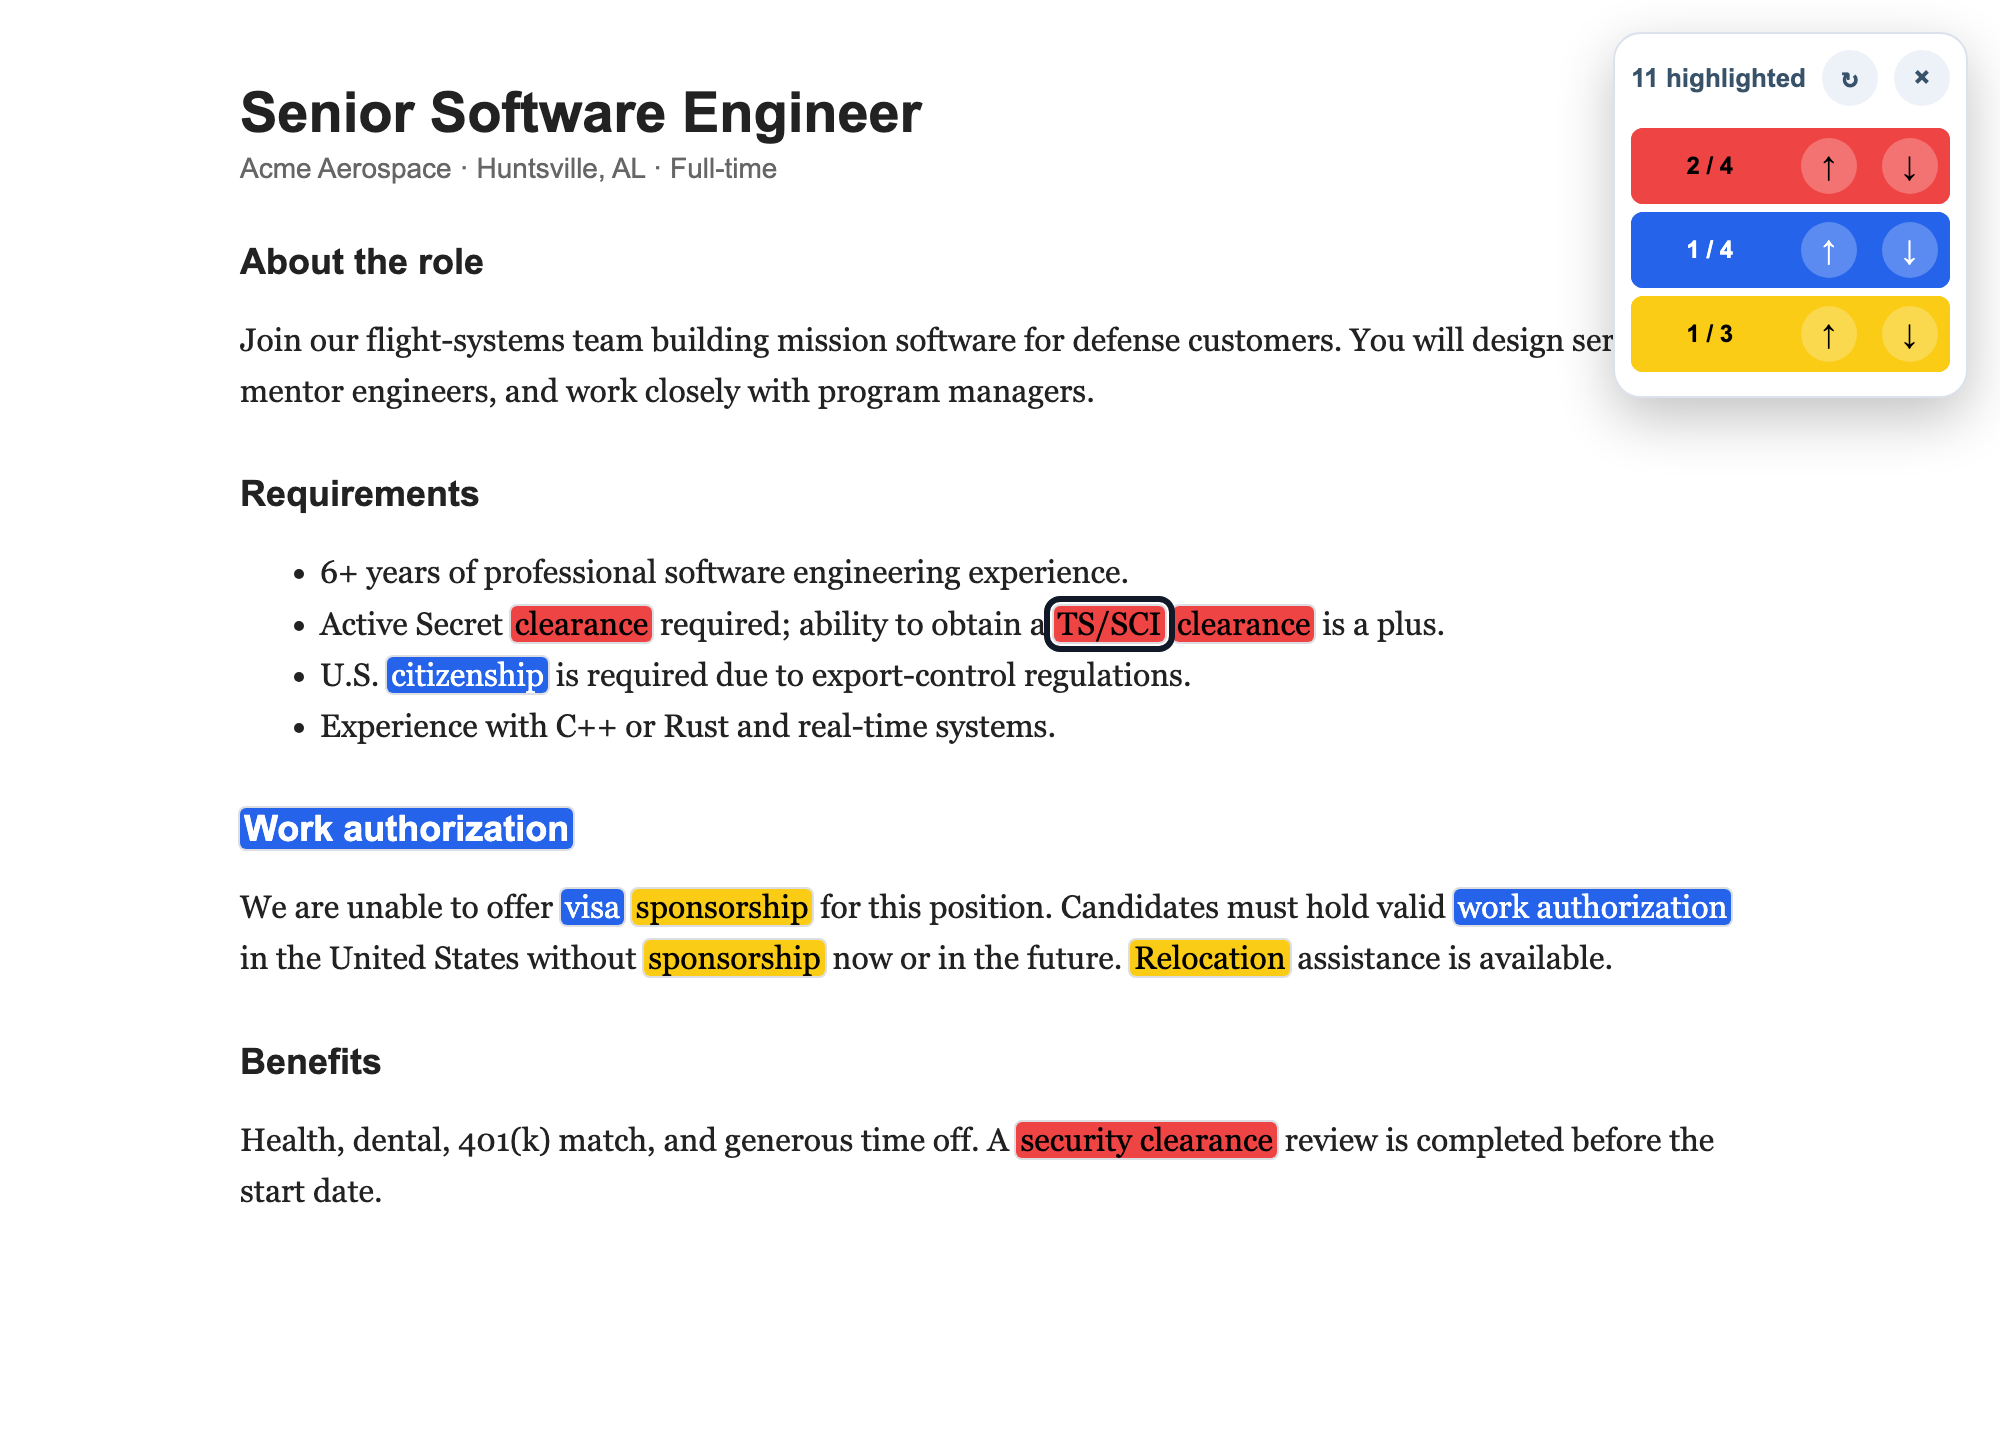 Senior Software Engineer
Acme Aerospace · Huntsville, AL · Full-time
11 highlighted ↻ ×
2 / 4 ↑ ↓
1 / 4 ↑ ↓
1 / 3 ↑ ↓
About the role
Join our flight-systems team building mission software for defense customers. You will design
mentor engineers, and work closely with program managers.
Requirements
• 6+ years of professional software engineering experience.
• Active Secret clearance required; ability to obtain a TS/SCI clearance is a plus.
• U.S. citizenship is required due to export-control regulations.
• Experience with C++ or Rust and real-time systems.
Work authorization
We are unable to offer visa sponsorship for this position. Candidates must hold valid work authorization
in the United States without sponsorship now or in the future. Relocation assistance is available.
Benefits
Health, dental, 401(k) match, and generous time off. A security clearance review is completed before the
start date.